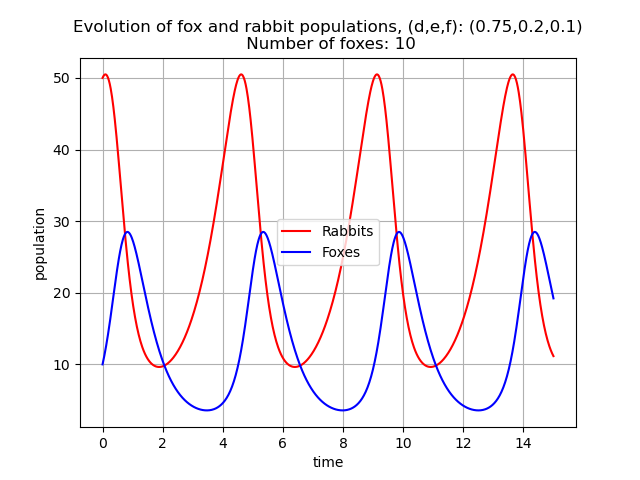 Evolution of fox and rabbit populations, (d,e,f): (0.75,0.2,0.1)
Number of foxes: 10
50
40
30
20
10
population
Rabbits
Foxes
0 2 4 6 8 10 12 14
time